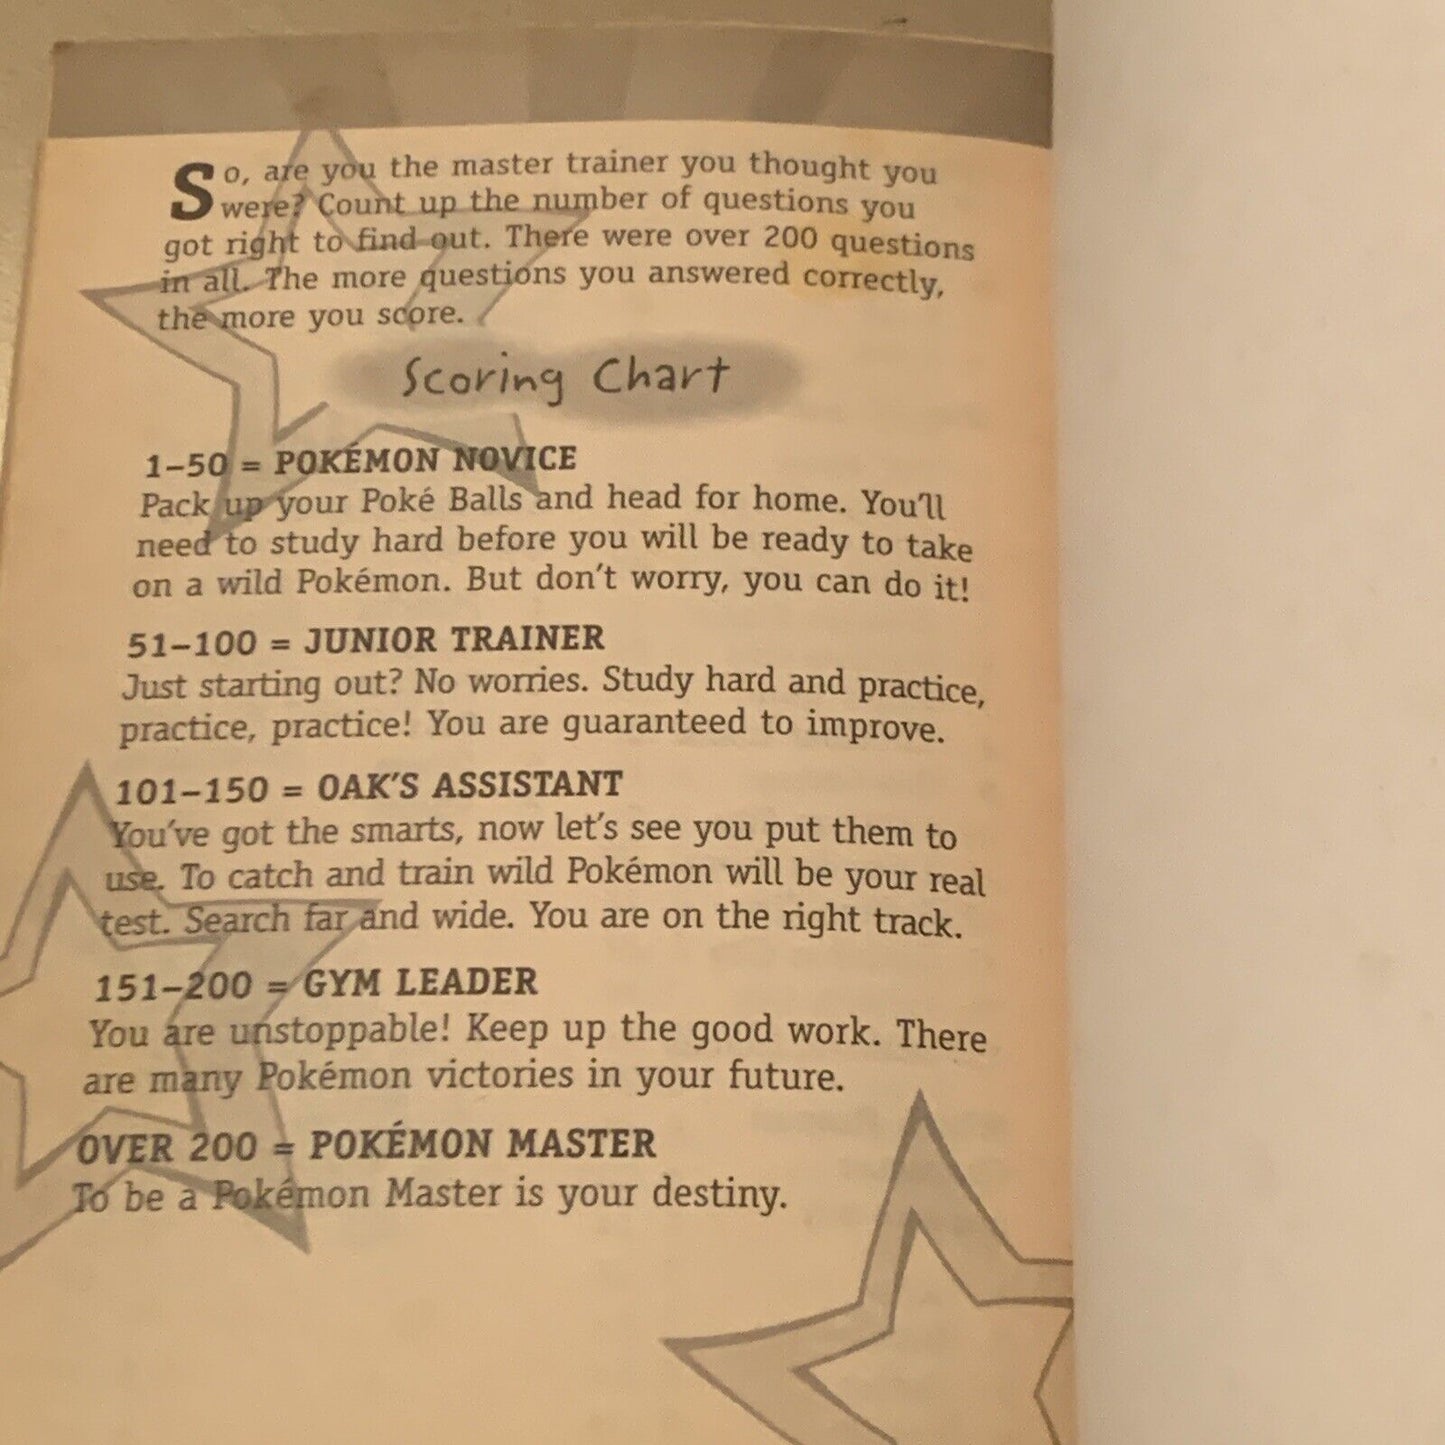 So, are you the master trainer you thought you
were? Count up the number of questions you
got right to find out. There were over 200 questions
in all. The more questions you answered correctly,
the more you score.
Scoring Chart
1–50 = POKÉMON NOVICE
Pack up your Poké Balls and head for home. You'll
need to study hard before you will be ready to take
on a wild Pokémon. But don't worry, you can do it!
51–100 = JUNIOR TRAINER
Just starting out? No worries. Study hard and practice,
practice, practice! You are guaranteed to improve.
101–150 = OAK'S ASSISTANT
You've got the smarts, now let's see you put them to
use. To catch and train wild Pokémon will be your real
test. Search far and wide. You are on the right track.
151–200 = GYM LEADER
You are unstoppable! Keep up the good work. There
are many Pokémon victories in your future.
OVER 200 = POKÉMON MASTER
To be a Pokémon Master is your destiny.